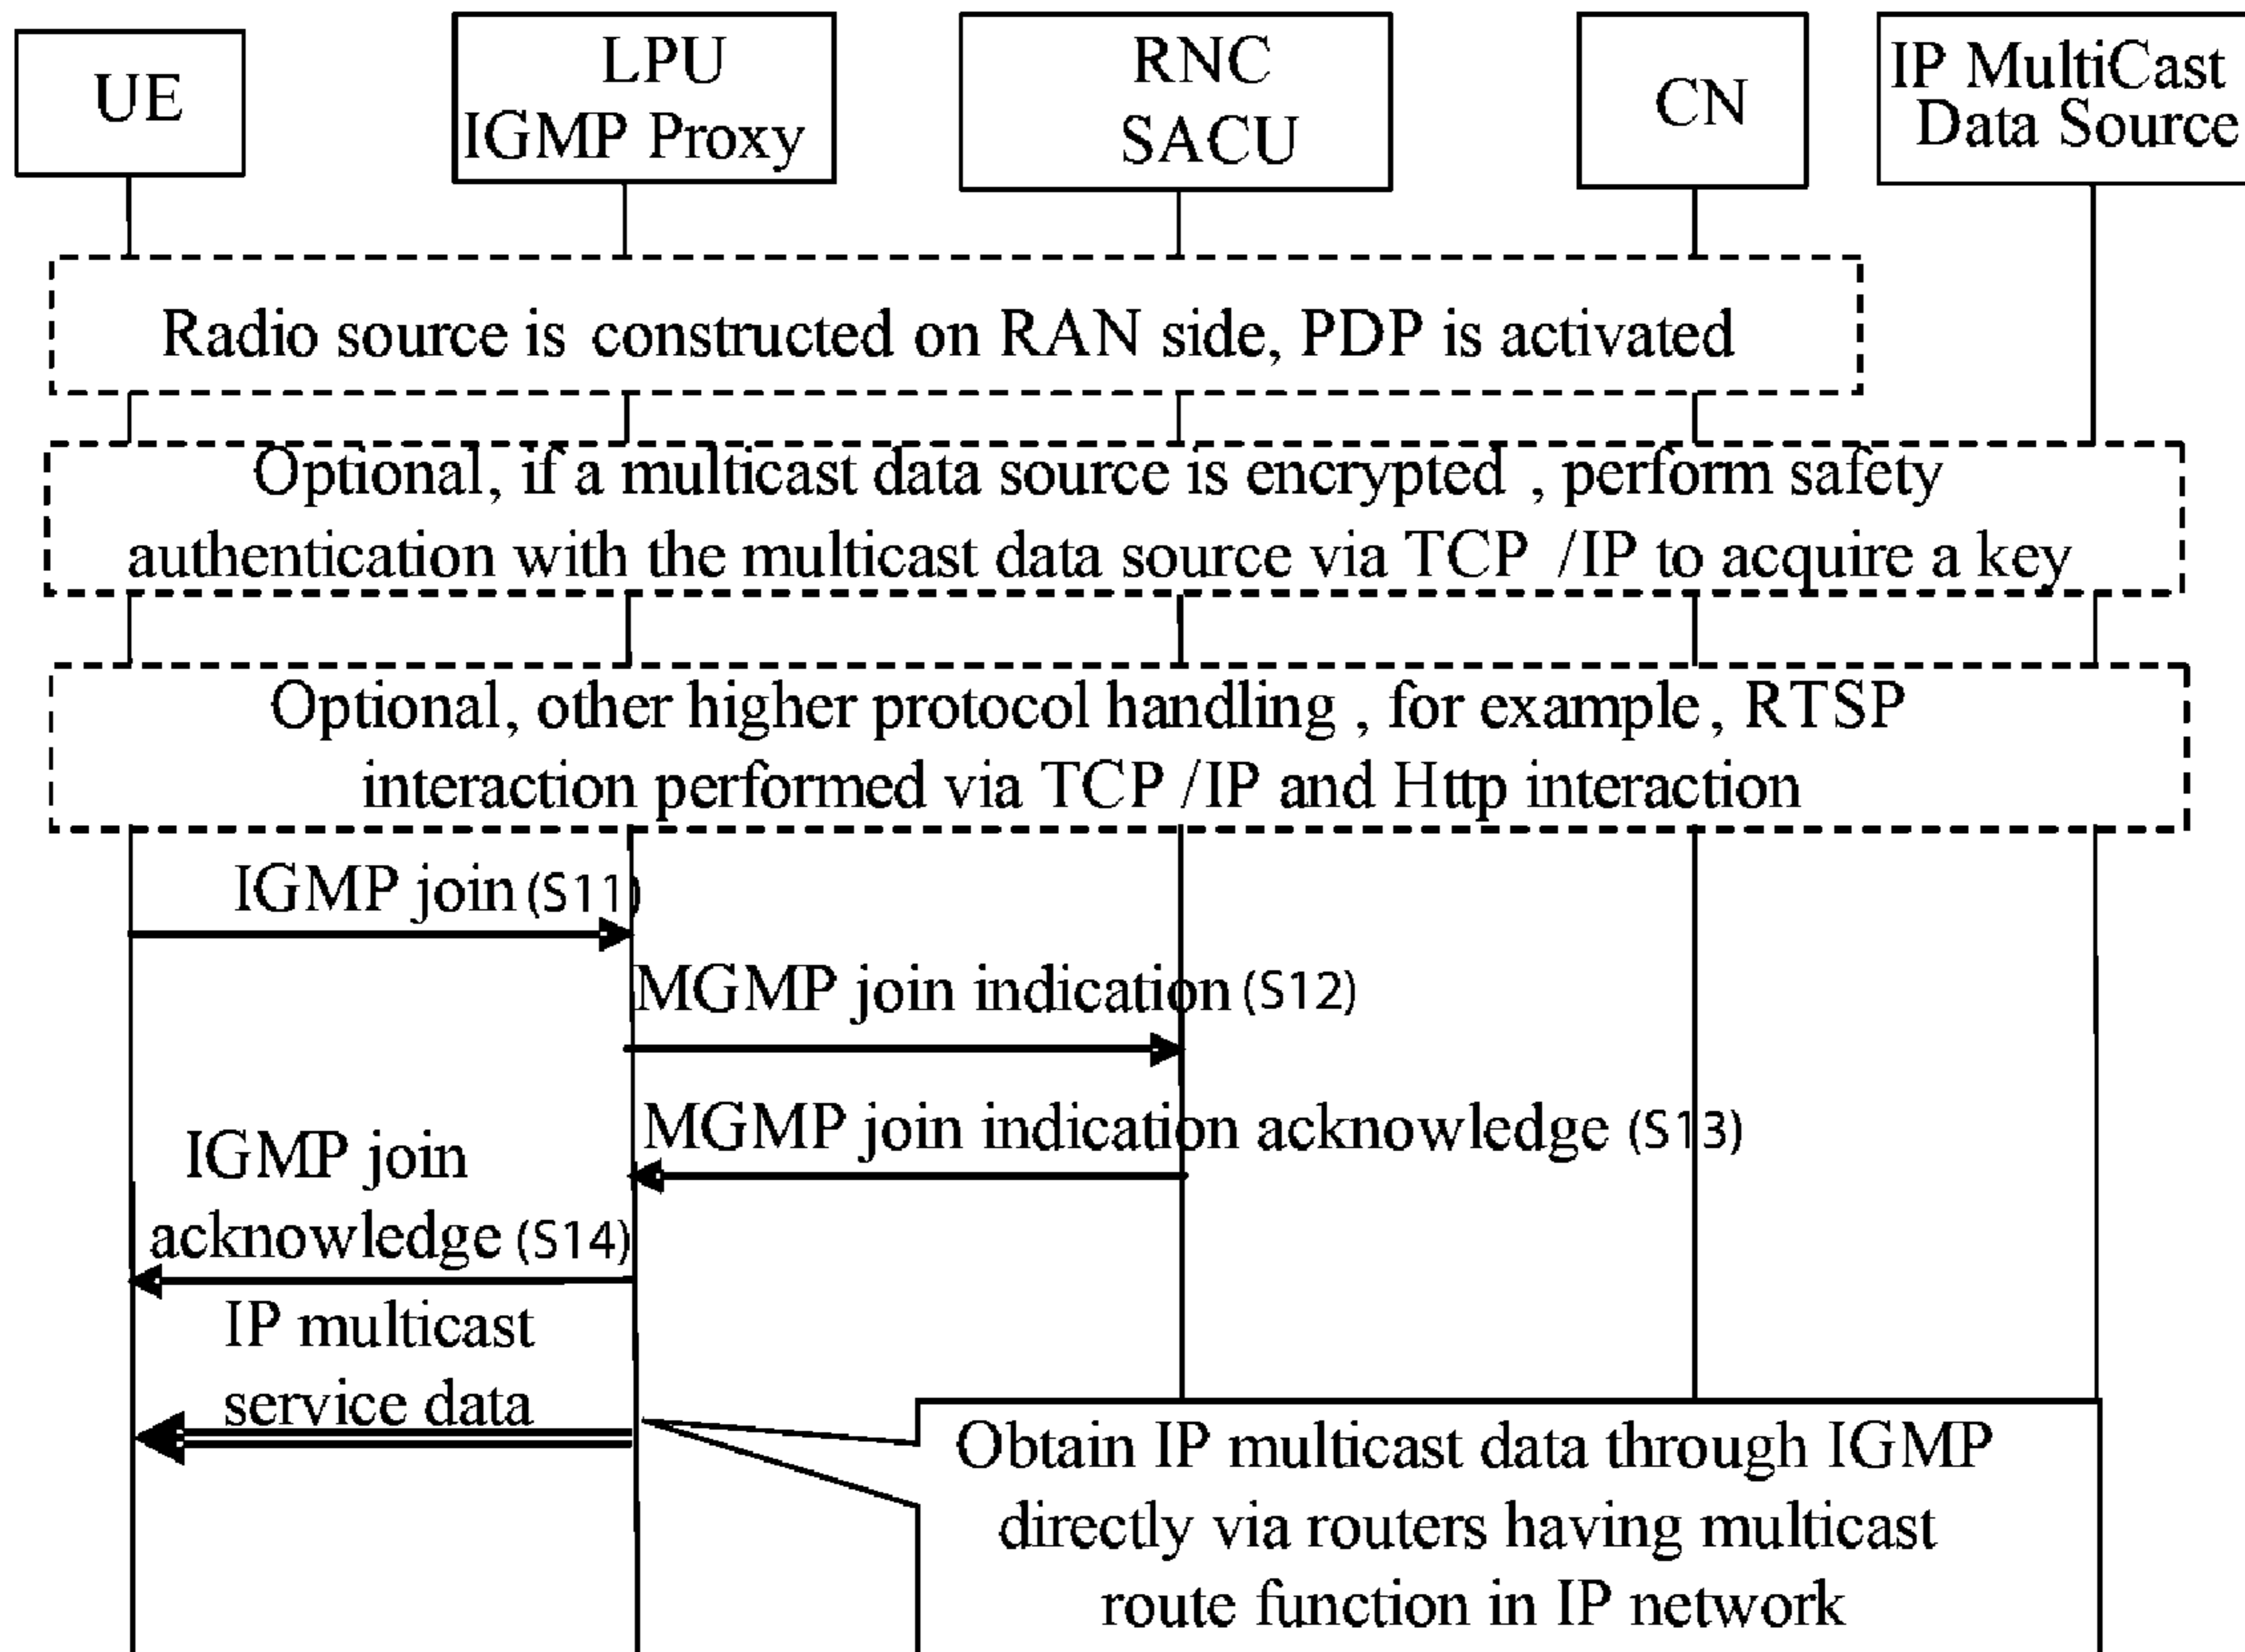 UE
LPU
IGMP Proxy
RNC
SACU
CN
IP MultiCast
Data Source
Radio source is constructed on RAN side, PDP is activated
Optional, if a multicast data source is encrypted , perform safety
authentication with the multicast data source via TCP /IP to acquire a key
Optional, other higher protocol handling , for example, RTSP
interaction performed via TCP /IP and Http interaction
IGMP join (S11)
MGMP join indication (S12)
MGMP join indication acknowledge (S13)
IGMP join
acknowledge (S14)
IP multicast
service data
Obtain IP multicast data through IGMP
directly via routers having multicast
route function in IP network